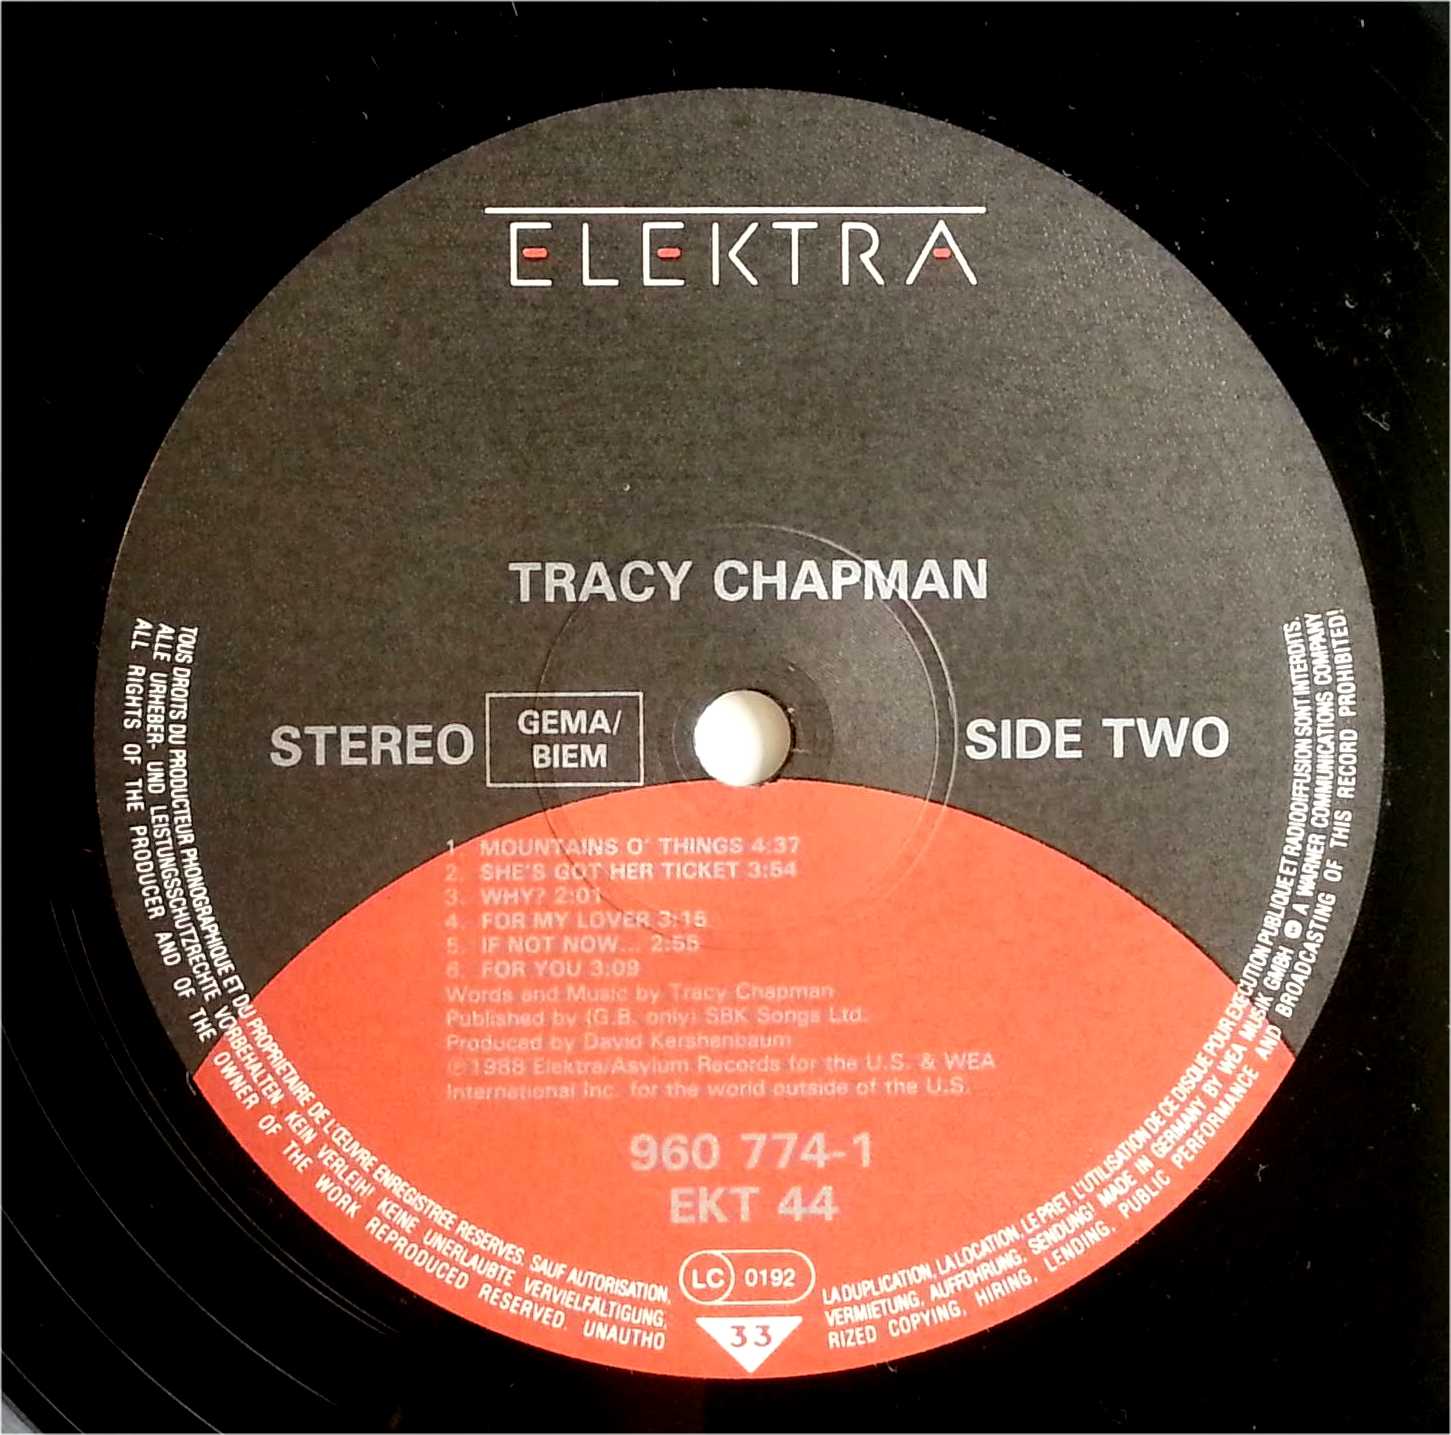 ELEKTRA
TRACY CHAPMAN
STEREO
GEMA/
BIEM
SIDE TWO
1. MOUNTAINS O' THINGS 4:37
2. SHE'S GOT HER TICKET 3:54
3. WHY? 2:01
4. FOR MY LOVER 3:15
5. IF NOT NOW... 2:55
6. FOR YOU 3:09
Words and Music by Tracy Chapman
Published by (G.B. only) SBK Songs Ltd.
Produced by David Kershenbaum
℗1988 Elektra/Asylum Records for the U.S. & WEA
International Inc. for the world outside of the U.S.
960 774-1
EKT 44
LC 0192
33
TOUS DROITS DU PRODUCTEUR PHONOGRAPHIQUE ET DU PROPRIETAIRE DE L'ŒUVRE ENREGISTREE RESERVES. SAUF AUTORISATION, LA DUPLICATION, LA LOCATION, LE PRET, L'UTILISATION DE CE DISQUE POUR EXECUTION PUBLIQUE ET RADIODIFFUSION SONT INTERDITS.
ALLE URHEBER- UND LEISTUNGSSCHUTZRECHTE VORBEHALTEN. KEIN VERLEIH! KEINE UNERLAUBTE VERVIELFÄLTIGUNG, VERMIETUNG, AUFFÜHRUNG, SENDUNG! MADE IN GERMANY BY WEA MUSIK GMBH. A WARNER COMMUNICATIONS COMPANY
ALL RIGHTS OF THE PRODUCER AND OF THE OWNER OF THE WORK REPRODUCED RESERVED. UNAUTHORIZED COPYING, HIRING, LENDING, PUBLIC PERFORMANCE AND BROADCASTING OF THIS RECORD PROHIBITED!